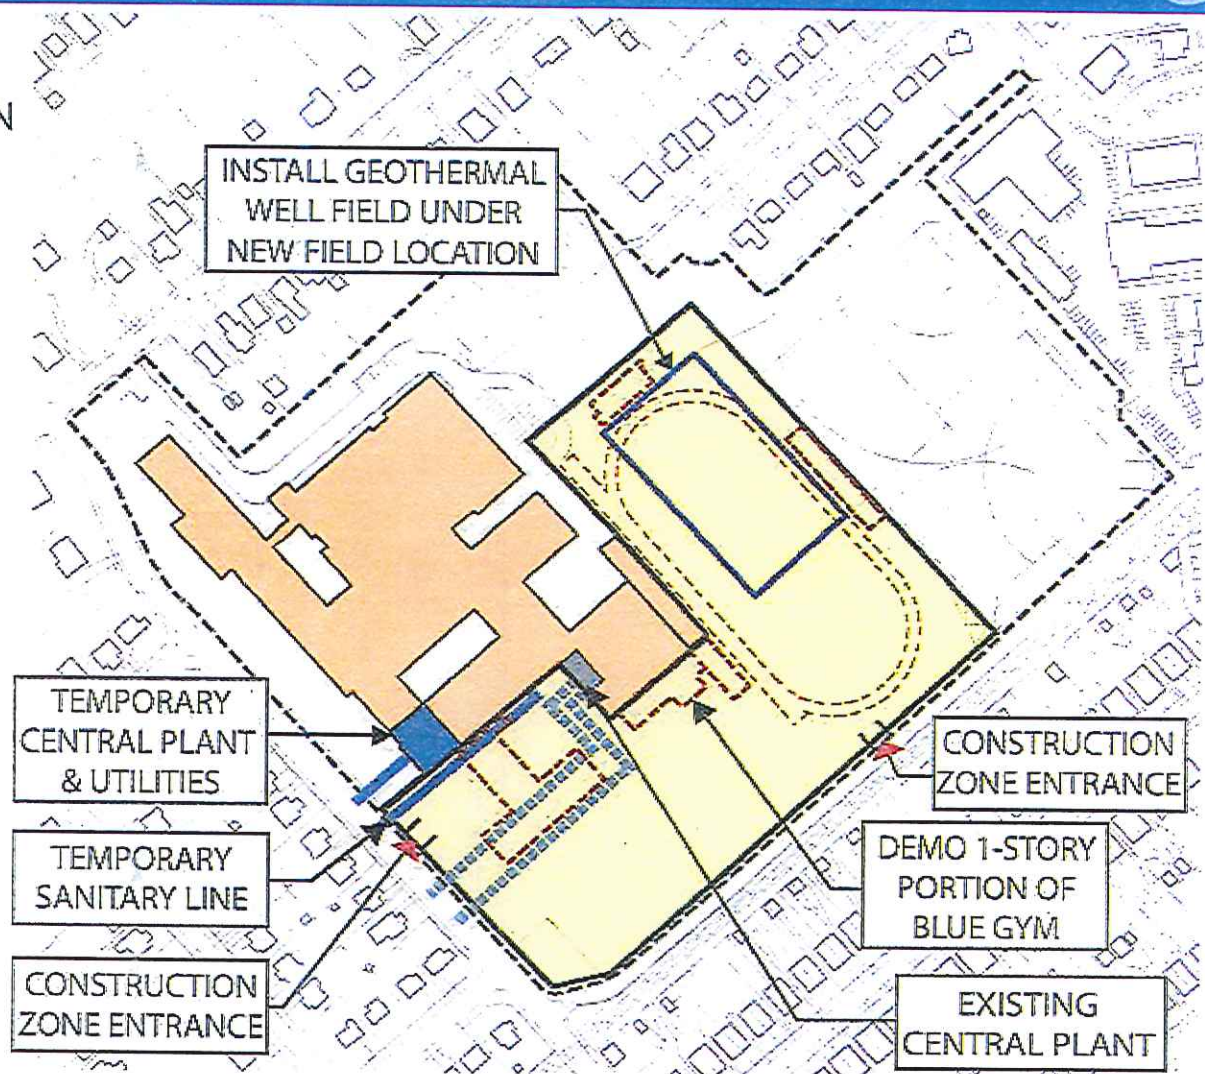 N
INSTALL GEOTHERMAL
WELL FIELD UNDER
NEW FIELD LOCATION
TEMPORARY
CENTRAL PLANT
& UTILITIES
TEMPORARY
SANITARY LINE
CONSTRUCTION
ZONE ENTRANCE
CONSTRUCTION
ZONE ENTRANCE
DEMO 1-STORY
PORTION OF
BLUE GYM
EXISTING
CENTRAL PLANT